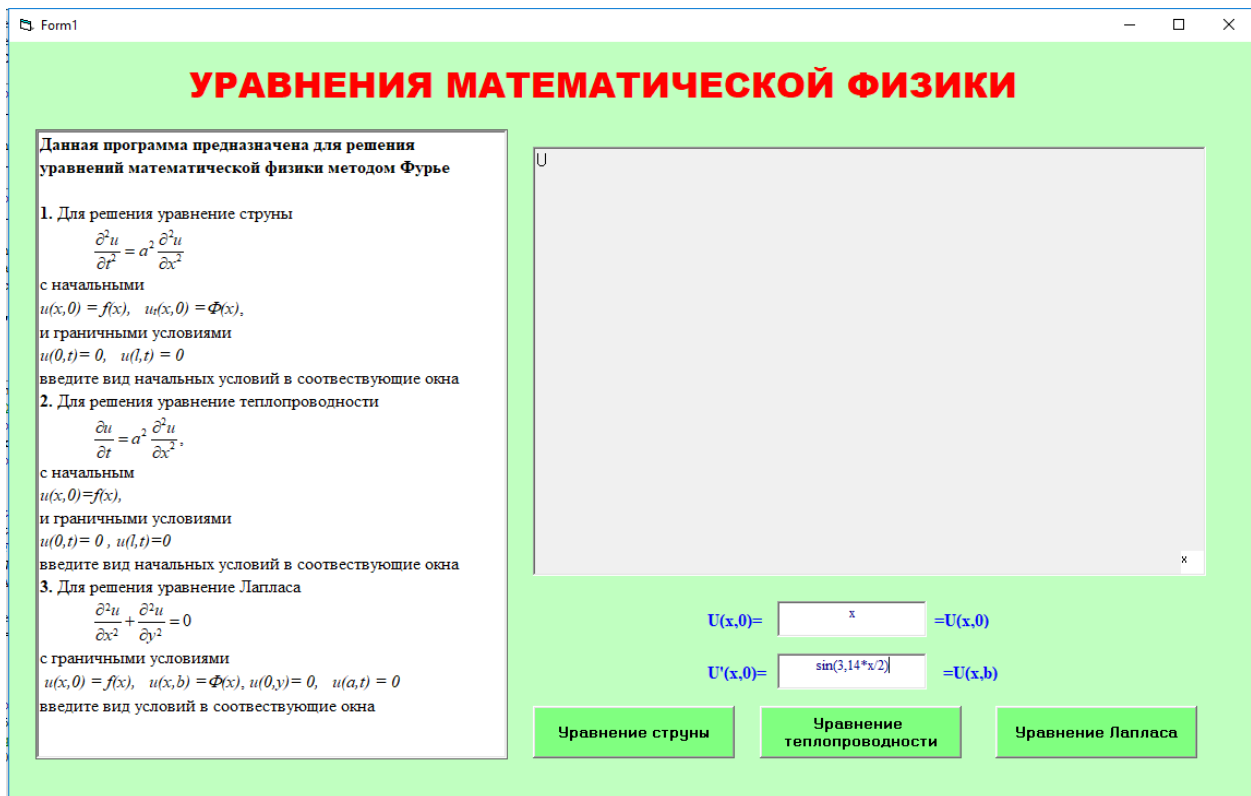 Form1
УРАВНЕНИЯ МАТЕМАТИЧЕСКОЙ ФИЗИКИ
Данная программа предназначена для решения
уравнений математической физики методом Фурье
1. Для решения уравнение струны
∂²u/∂t² = a² ∂²u/∂x²
с начальными
u(x,0) = f(x), uₜ(x,0) = Φ(x),
и граничными условиями
u(0,t)= 0, u(l,t) = 0
введите вид начальных условий в соотвествующие окна
2. Для решения уравнение теплопроводности
∂u/∂t = a² ∂²u/∂x²,
с начальным
u(x,0)=f(x),
и граничными условиями
u(0,t)= 0 , u(l,t)=0
введите вид начальных условий в соотвествующие окна
3. Для решения уравнение Лапласа
∂²u/∂x² + ∂²u/∂y² = 0
с граничными условиями
u(x,0) = f(x), u(x,b) = Φ(x), u(0,y)= 0, u(a,t) = 0
введите вид условий в соотвествующие окна
U
x
U(x,0)= x =U(x,0)
U'(x,0)= sin(3,14*x/2) =U(x,b)
Уравнение струны
Уравнение
теплопроводности
Уравнение Лапласа